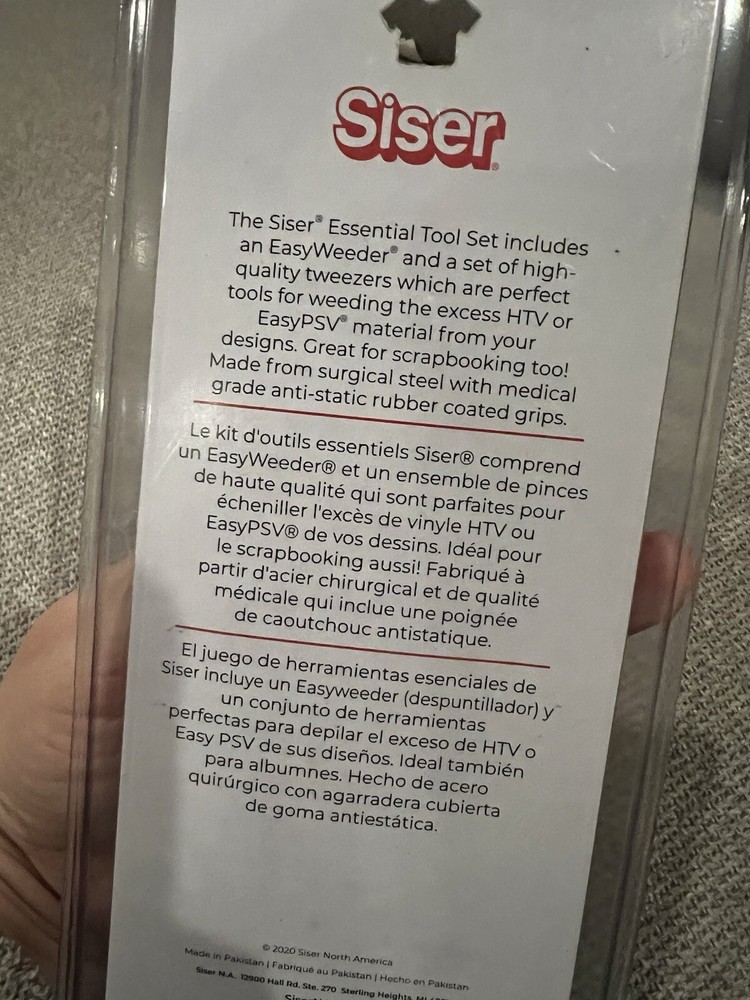 Siser®
The Siser® Essential Tool Set includes
an EasyWeeder® and a set of high-
quality tweezers which are perfect
tools for weeding the excess HTV or
EasyPSV® material from your
designs. Great for scrapbooking too!
Made from surgical steel with medical
grade anti-static rubber coated grips.
Le kit d'outils essentiels Siser® comprend
un EasyWeeder® et un ensemble de pinces
de haute qualité qui sont parfaites pour
écheniller l'excès de vinyle HTV ou
EasyPSV® de vos dessins. Idéal pour
le scrapbooking aussi! Fabriqué à
partir d'acier chirurgical et de qualité
médicale qui inclue une poignée
de caoutchouc antistatique.
El juego de herramientas esenciales de
Siser incluye un Easyweeder (despuntillador) y
un conjunto de herramientas
perfectas para depilar el exceso de HTV o
Easy PSV de sus diseños. Ideal también
para albumnes. Hecho de acero
quirúrgico con agarradera cubierta
de goma antiestática.
© 2020 Siser North America
Made in Pakistan | Fabriqué au Pakistan | Hecho en Pakistan
Siser N.A. 12900 Hall Rd. Ste. 270 Sterling Heights, MI